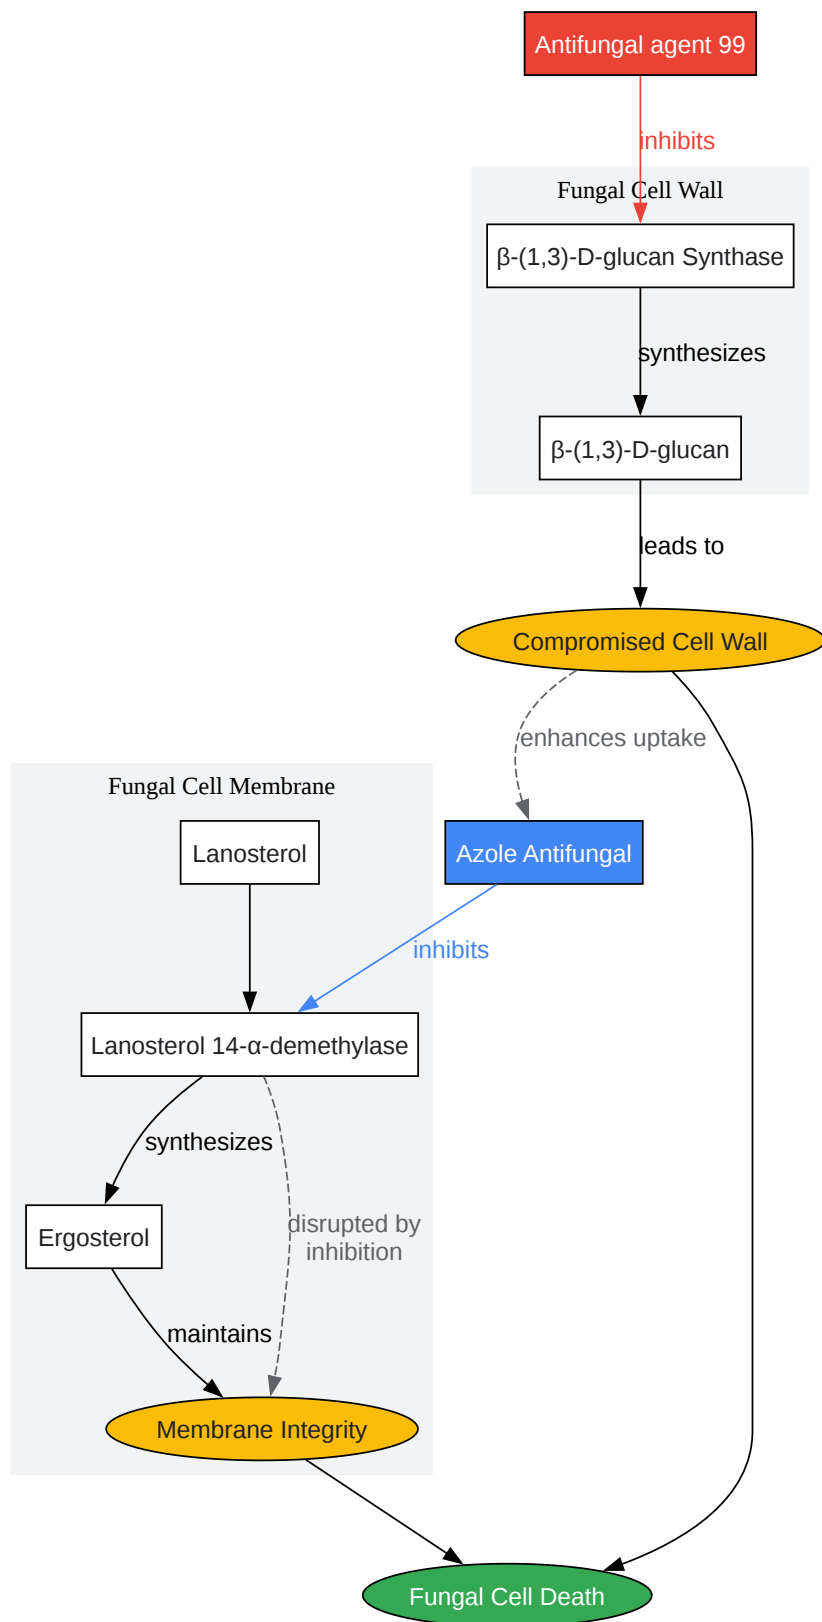 Antifungal agent 99
inhibits
Fungal Cell Wall
β-(1,3)-D-glucan Synthase
synthesizes
β-(1,3)-D-glucan
leads to
Compromised Cell Wall
enhances uptake
Fungal Cell Membrane
Lanosterol
Azole Antifungal
inhibits
Lanosterol 14-α-demethylase
synthesizes
disrupted by
inhibition
Ergosterol
maintains
Membrane Integrity
Fungal Cell Death